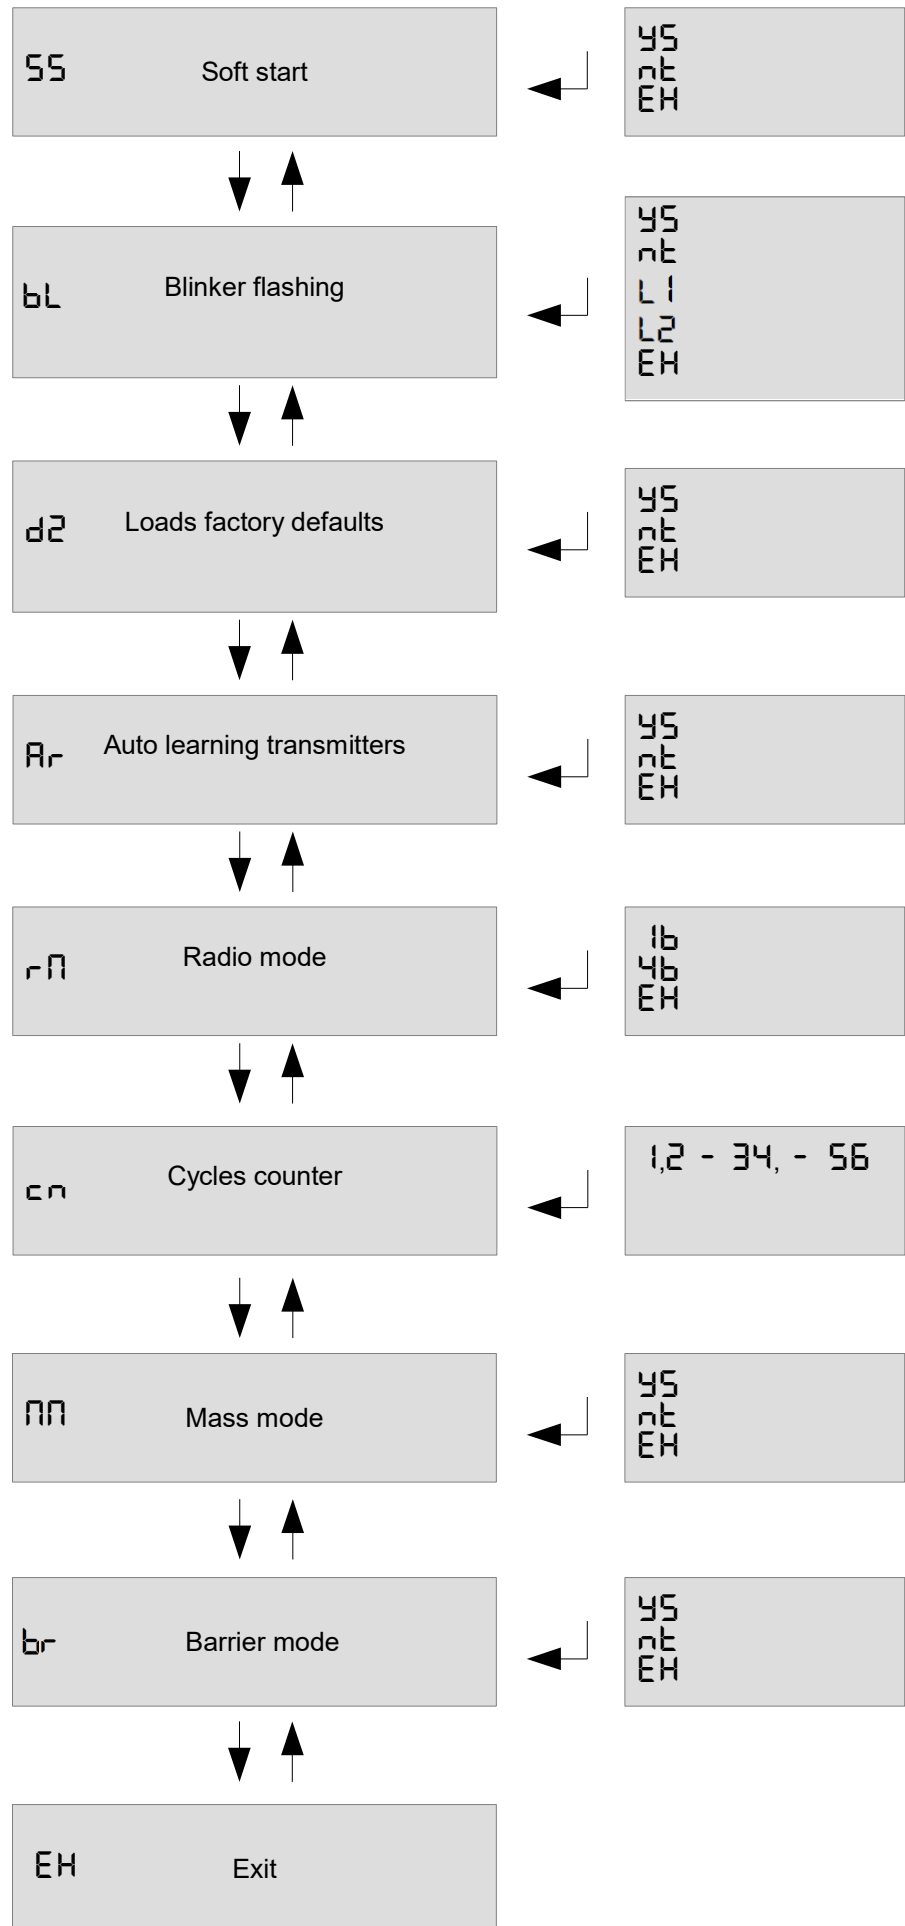 SS Soft start
YS
nt
EH
bL Blinker flashing
YS
nt
L1
L2
EH
d2 Loads factory defaults
YS
nt
EH
Ar Auto learning transmitters
YS
nt
EH
rM Radio mode
1b
4b
EH
cn Cycles counter
1,2 - 34, - 56
MM Mass mode
YS
nt
EH
br Barrier mode
YS
nt
EH
EH Exit